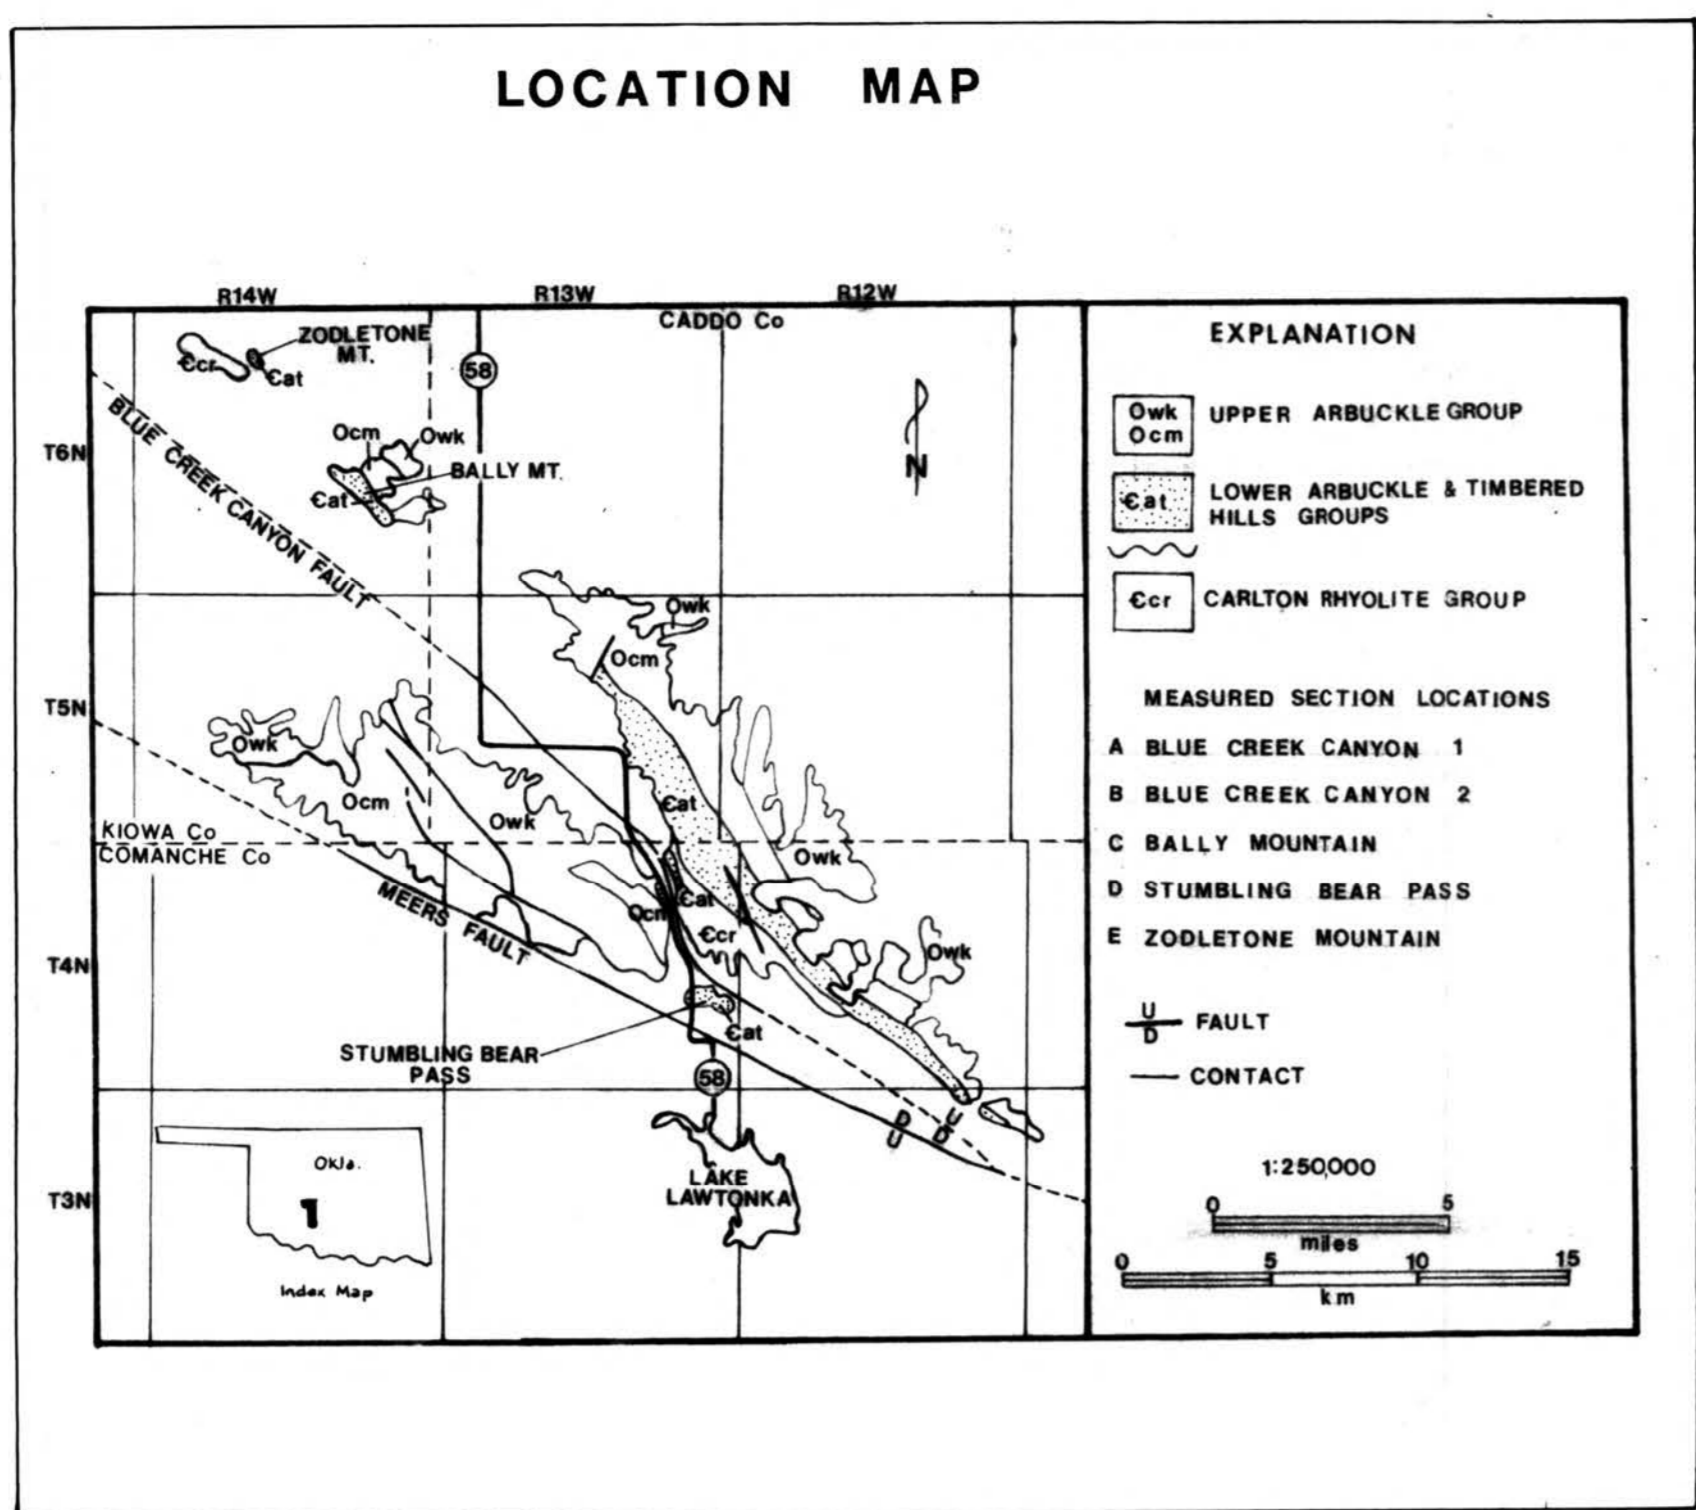 LOCATION MAP
R14W R13W R12W
CADDO Co
ZODLETONE
MT.
Ꞓcr
Ꞓat
58
BLUE CREEK CANYON FAULT
T6N
Ocm
Owk
BALLY MT.
Ꞓat
N
Owk
Ocm
T5N
Owk
Ocm
Owk
Ꞓat
KIOWA Co
COMANCHE Co
Owk
MEERS FAULT
Ocm
Ꞓat
Ꞓcr
Owk
T4N
Ꞓat
STUMBLING BEAR
PASS
58
D
U
U
D
T3N
LAKE
LAWTONKA
Okla.
1
Index Map
EXPLANATION
Owk
Ocm
UPPER ARBUCKLE GROUP
Ꞓat
LOWER ARBUCKLE & TIMBERED
HILLS GROUPS
Ꞓcr
CARLTON RHYOLITE GROUP
MEASURED SECTION LOCATIONS
A BLUE CREEK CANYON 1
B BLUE CREEK CANYON 2
C BALLY MOUNTAIN
D STUMBLING BEAR PASS
E ZODLETONE MOUNTAIN
U
D
FAULT
CONTACT
1:250,000
0 5
miles
0 5 10 15
km